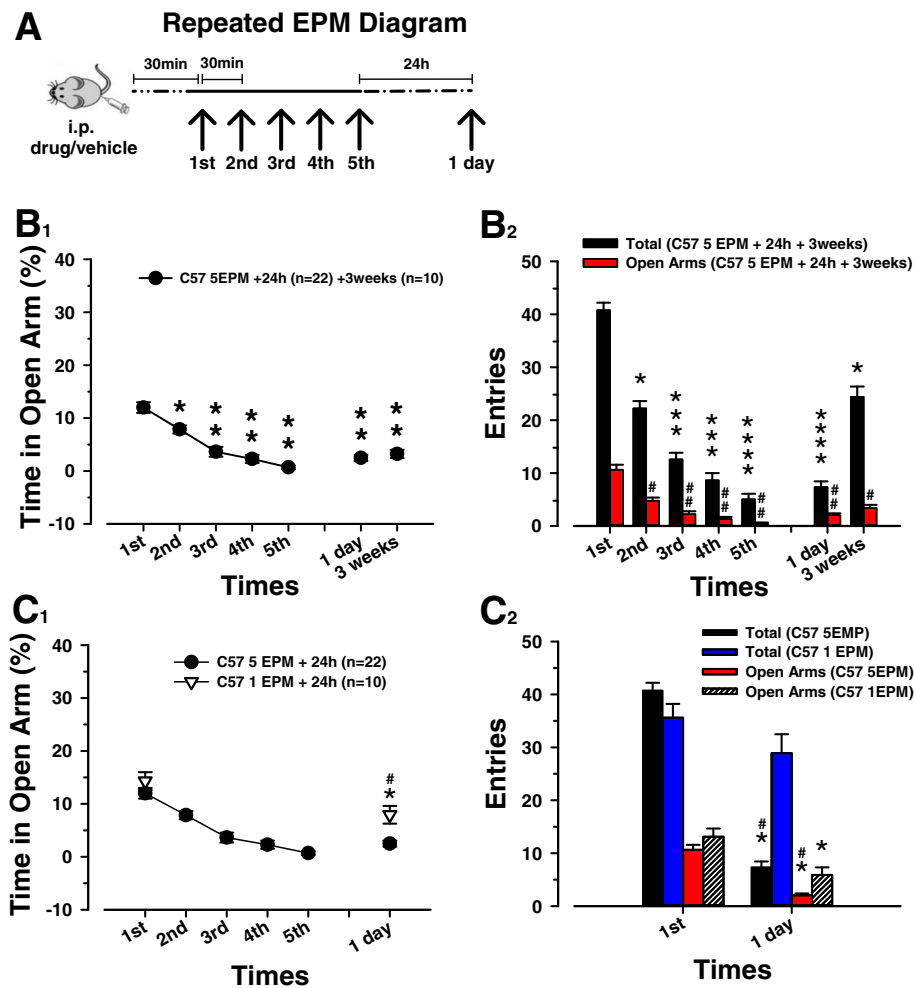 A
Repeated EPM Diagram
30min
30min
24h
i.p.
drug/vehicle
1st
2nd
3rd
4th
5th
1 day
B1
Time in Open Arm (%)
40
30
20
10
0
-10
C57 5EPM +24h (n=22) +3weeks (n=10)
*
* *
* *
* *
* *
* *
1st
2nd
3rd
4th
5th
1 day
3 weeks
Times
B2
Total (C57 5 EPM + 24h + 3weeks)
Open Arms (C57 5 EPM + 24h + 3weeks)
Entries
50
40
30
20
10
0
*
#
* * *
# #
* * *
# #
* * * *
# #
* * * *
# #
*
#
1st
2nd
3rd
4th
5th
1 day
3 weeks
Times
C1
Time in Open Arm (%)
40
30
20
10
0
-10
C57 5 EPM + 24h (n=22)
C57 1 EPM + 24h (n=10)
#
*
1st
2nd
3rd
4th
5th
1 day
Times
C2
Total (C57 5EMP)
Total (C57 1 EPM)
Open Arms (C57 5EPM)
Open Arms (C57 1EPM)
Entries
50
40
30
20
10
0
#
*
#
*
*
1st
1 day
Times